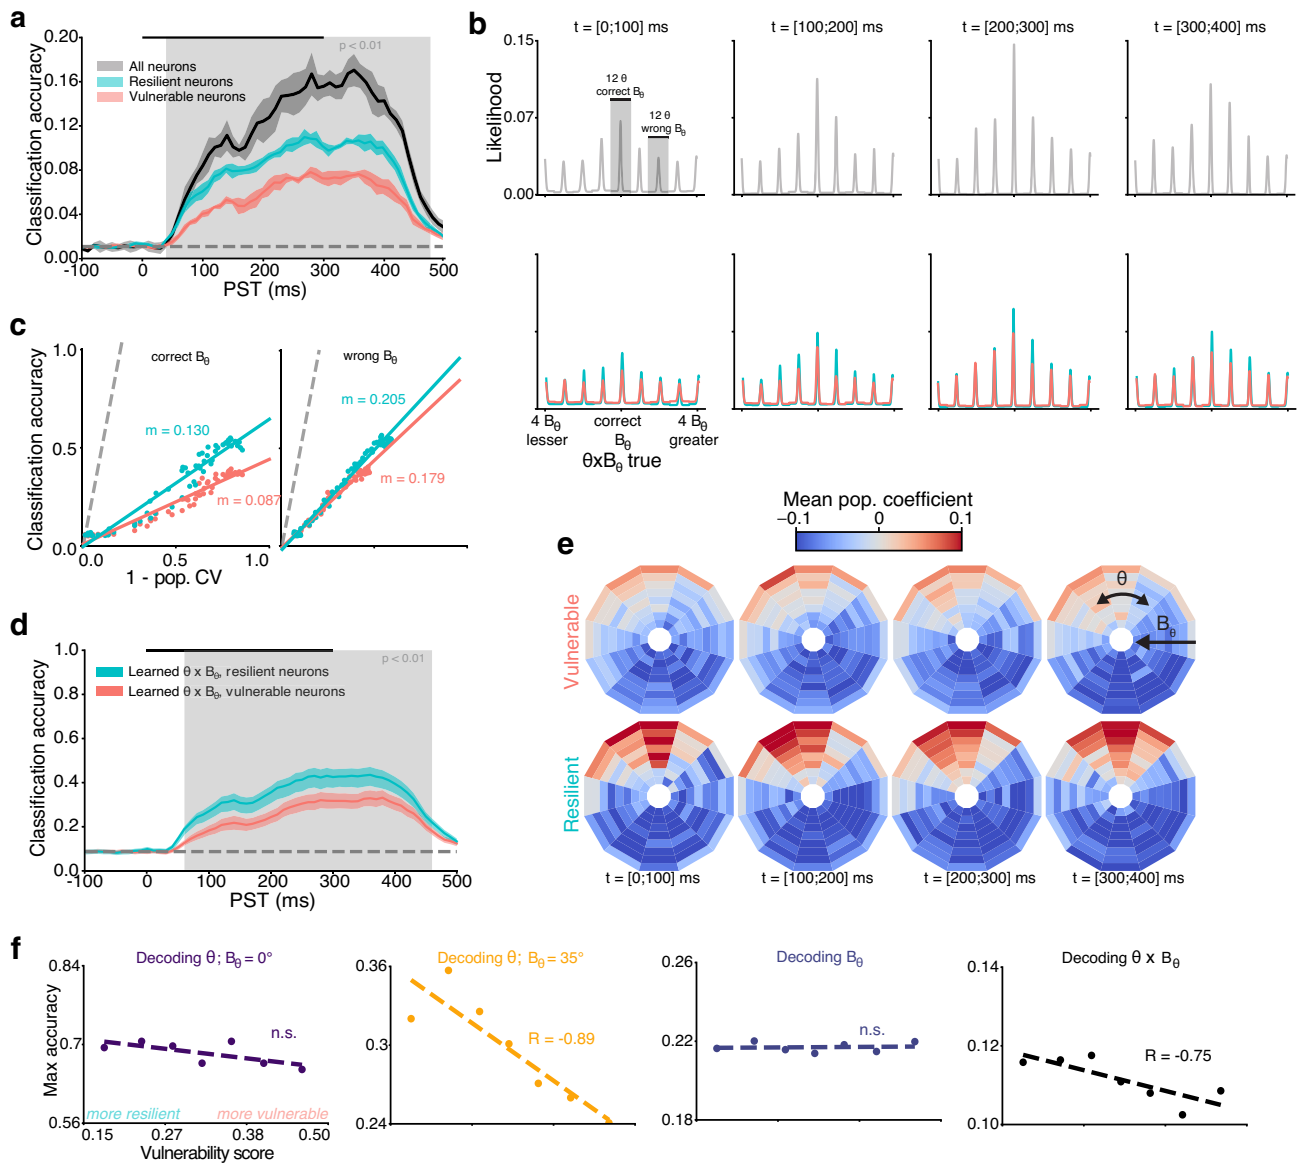 a
0.20
0.16
0.12
0.08
0.04
0.00
Classification accuracy
p < 0.01
All neurons
Resilient neurons
Vulnerable neurons
-100
0
100
200
300
400
500
PST (ms)
b
t = [0;100] ms
t = [100;200] ms
t = [200;300] ms
t = [300;400] ms
0.15
0.07
0.00
Likelihood
12 θ
correct Bθ
12 θ
wrong Bθ
4 Bθ
lesser
correct
Bθ
4 Bθ
greater
θxBθ true
c
1.0
0.5
0.0
Classification accuracy
correct Bθ
wrong Bθ
m = 0.130
m = 0.087
m = 0.205
m = 0.179
0.0
0.5
1.0
1 - pop. CV
d
1.0
0.8
0.6
0.4
0.2
0.0
Classification accuracy
p < 0.01
Learned θ x Bθ, resilient neurons
Learned θ x Bθ, vulnerable neurons
-100
0
100
200
300
400
500
PST (ms)
e
Mean pop. coefficient
−0.1
0
0.1
Vulnerable
θ
Bθ
Resilient
t = [0;100] ms
t = [100;200] ms
t = [200;300] ms
t = [300;400] ms
f
Decoding θ; Bθ = 0°
0.84
0.7
0.56
Max accuracy
n.s.
more resilient
more vulnerable
0.15
0.27
0.38
0.50
Vulnerability score
Decoding θ; Bθ = 35°
0.36
0.3
0.24
R = -0.89
Decoding Bθ
0.26
0.22
0.18
n.s.
Decoding θ x Bθ
0.14
0.12
0.10
R = -0.75